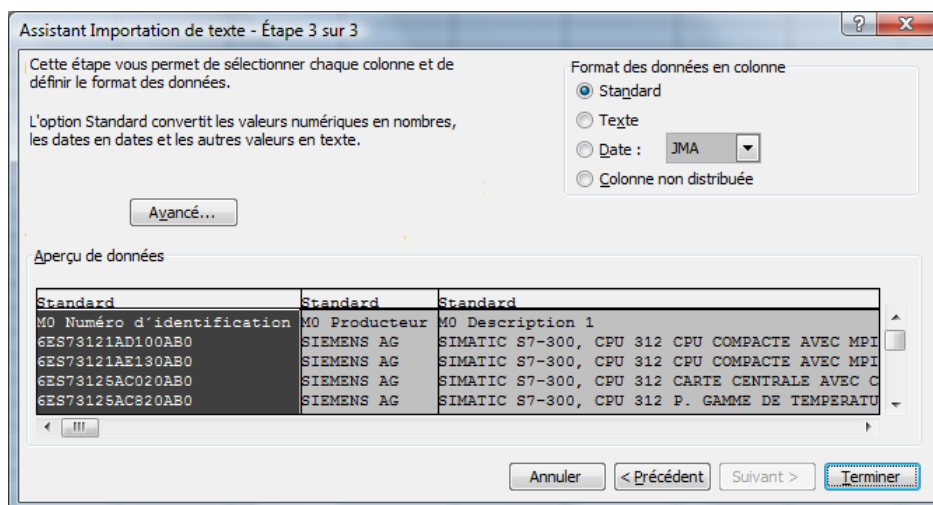 Assistant Importation de texte - Étape 3 sur 3
Cette étape vous permet de sélectionner chaque colonne et de
définir le format des données.
L'option Standard convertit les valeurs numériques en nombres,
les dates en dates et les autres valeurs en texte.
Format des données en colonne
Standard
Texte
Date : JMA
Colonne non distribuée
Avancé...
Aperçu de données
Standard Standard Standard
M0 Numéro d´identification M0 Producteur M0 Description 1
6ES73121AD100AB0 SIEMENS AG SIMATIC S7-300, CPU 312 CPU COMPACTE AVEC MPI
6ES73121AE130AB0 SIEMENS AG SIMATIC S7-300, CPU 312 CPU COMPACTE AVEC MPI
6ES73125AC020AB0 SIEMENS AG SIMATIC S7-300, CPU 312 CARTE CENTRALE AVEC C
6ES73125AC820AB0 SIEMENS AG SIMATIC S7-300, CPU 312 P. GAMME DE TEMPERATU
Annuler < Précédent Suivant > Terminer